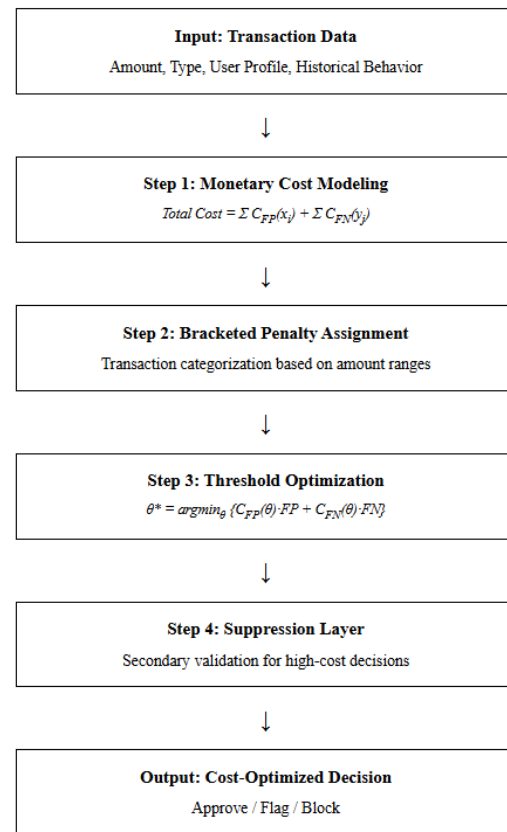 Input: Transaction Data
Amount, Type, User Profile, Historical Behavior
↓
Step 1: Monetary Cost Modeling
Total Cost = Σ C_FP(x_i) + Σ C_FN(y_j)
↓
Step 2: Bracketed Penalty Assignment
Transaction categorization based on amount ranges
↓
Step 3: Threshold Optimization
θ* = argmin_θ {C_FP(θ)·FP + C_FN(θ)·FN}
↓
Step 4: Suppression Layer
Secondary validation for high-cost decisions
↓
Output: Cost-Optimized Decision
Approve / Flag / Block